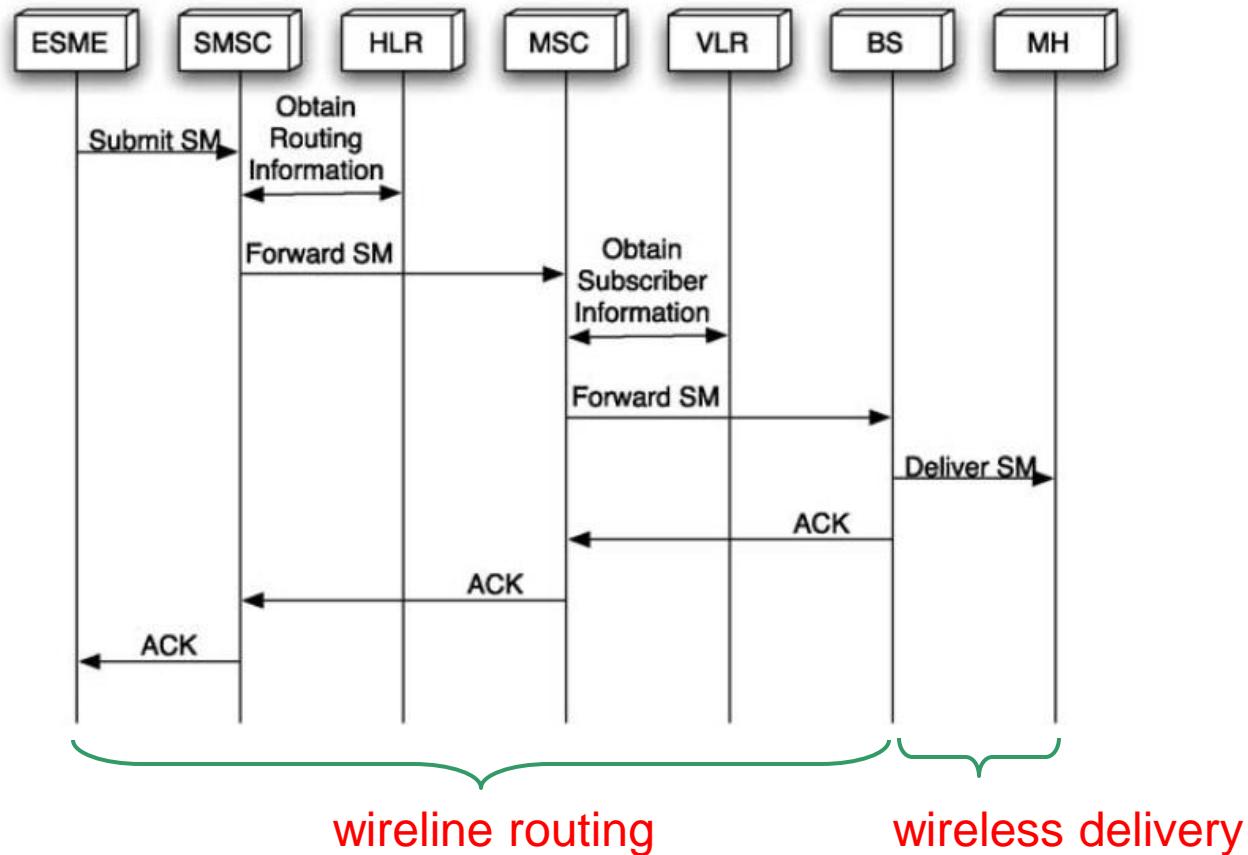 ESME SMSC HLR MSC VLR BS MH
Obtain
Routing
Information
Submit SM
Forward SM
Obtain
Subscriber
Information
Forward SM
Deliver SM
ACK
ACK
ACK
wireline routing
wireless delivery